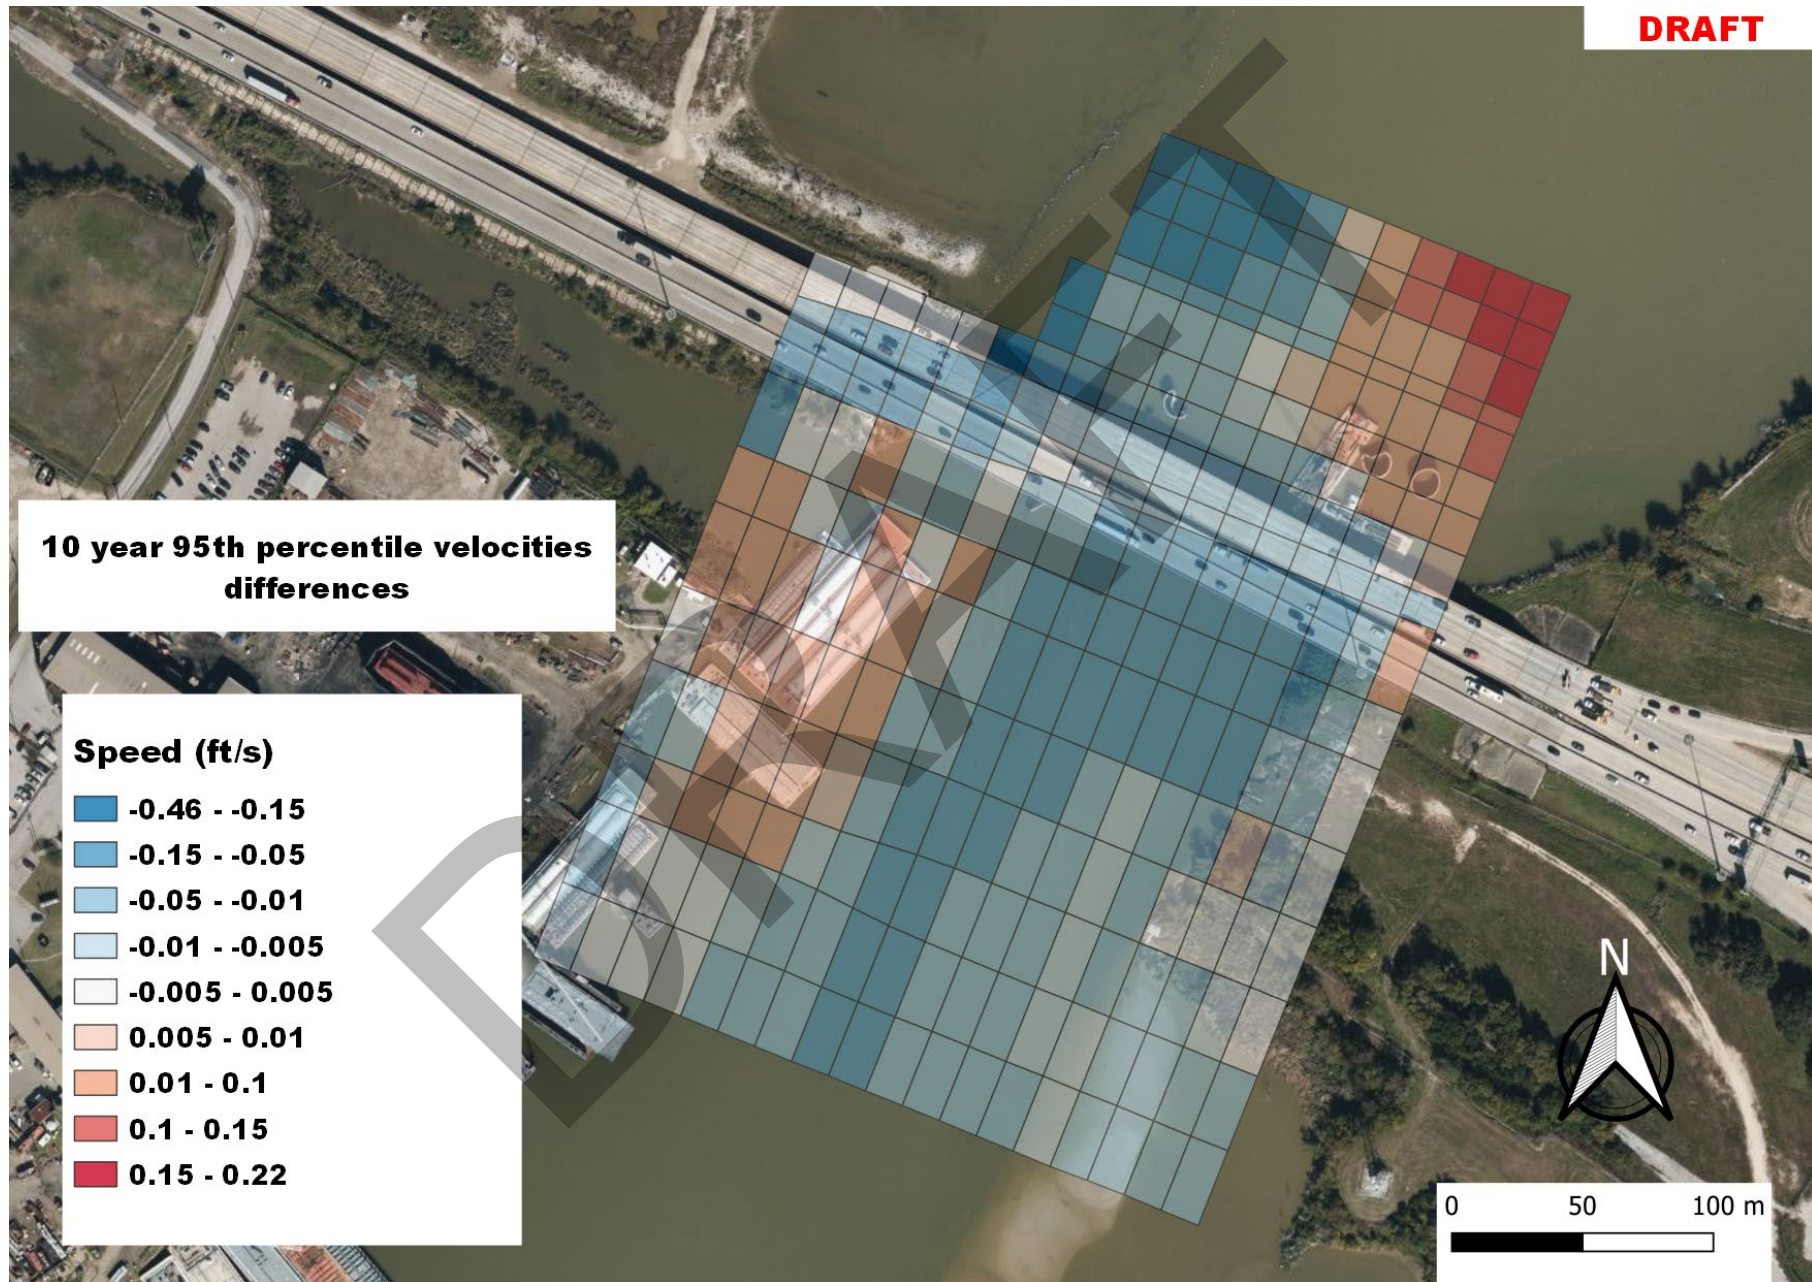 DRAFT
DRAFT
10 year 95th percentile velocities
differences
Speed (ft/s)
-0.46 - -0.15
-0.15 - -0.05
-0.05 - -0.01
-0.01 - -0.005
-0.005 - 0.005
0.005 - 0.01
0.01 - 0.1
0.1 - 0.15
0.15 - 0.22
N
0 50 100 m